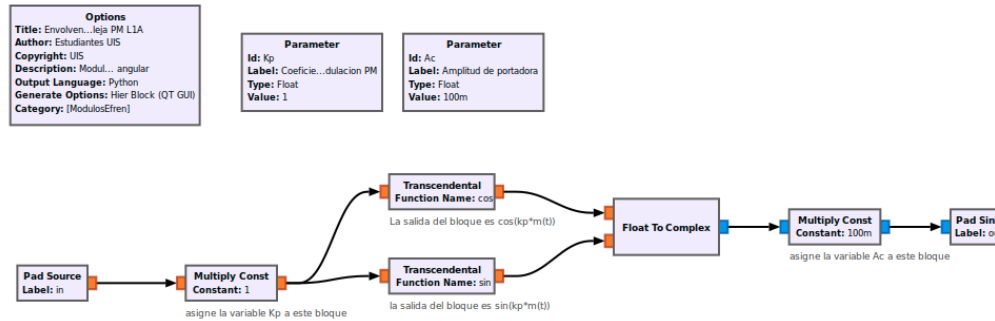 Options
Title: Envolven...leja PM L1A
Author: Estudiantes UIS
Copyright: UIS
Description: Modul... angular
Output Language: Python
Generate Options: Hier Block (QT GUI)
Category: [ModulosEfren]
Parameter
Id: Kp
Label: Coeficie...dulacion PM
Type: Float
Value: 1
Parameter
Id: Ac
Label: Amplitud de portadora
Type: Float
Value: 100m
Transcendental
Function Name: cos
La salida del bloque es cos(kp*m(t))
Float To Complex
Multiply Const
Constant: 100m
asigne la variable Ac a este bloque
Pad Sin
Label: o
Pad Source
Label: in
Multiply Const
Constant: 1
asigne la variable Kp a este bloque
Transcendental
Function Name: sin
la salida del bloque es sin(kp*m(t))